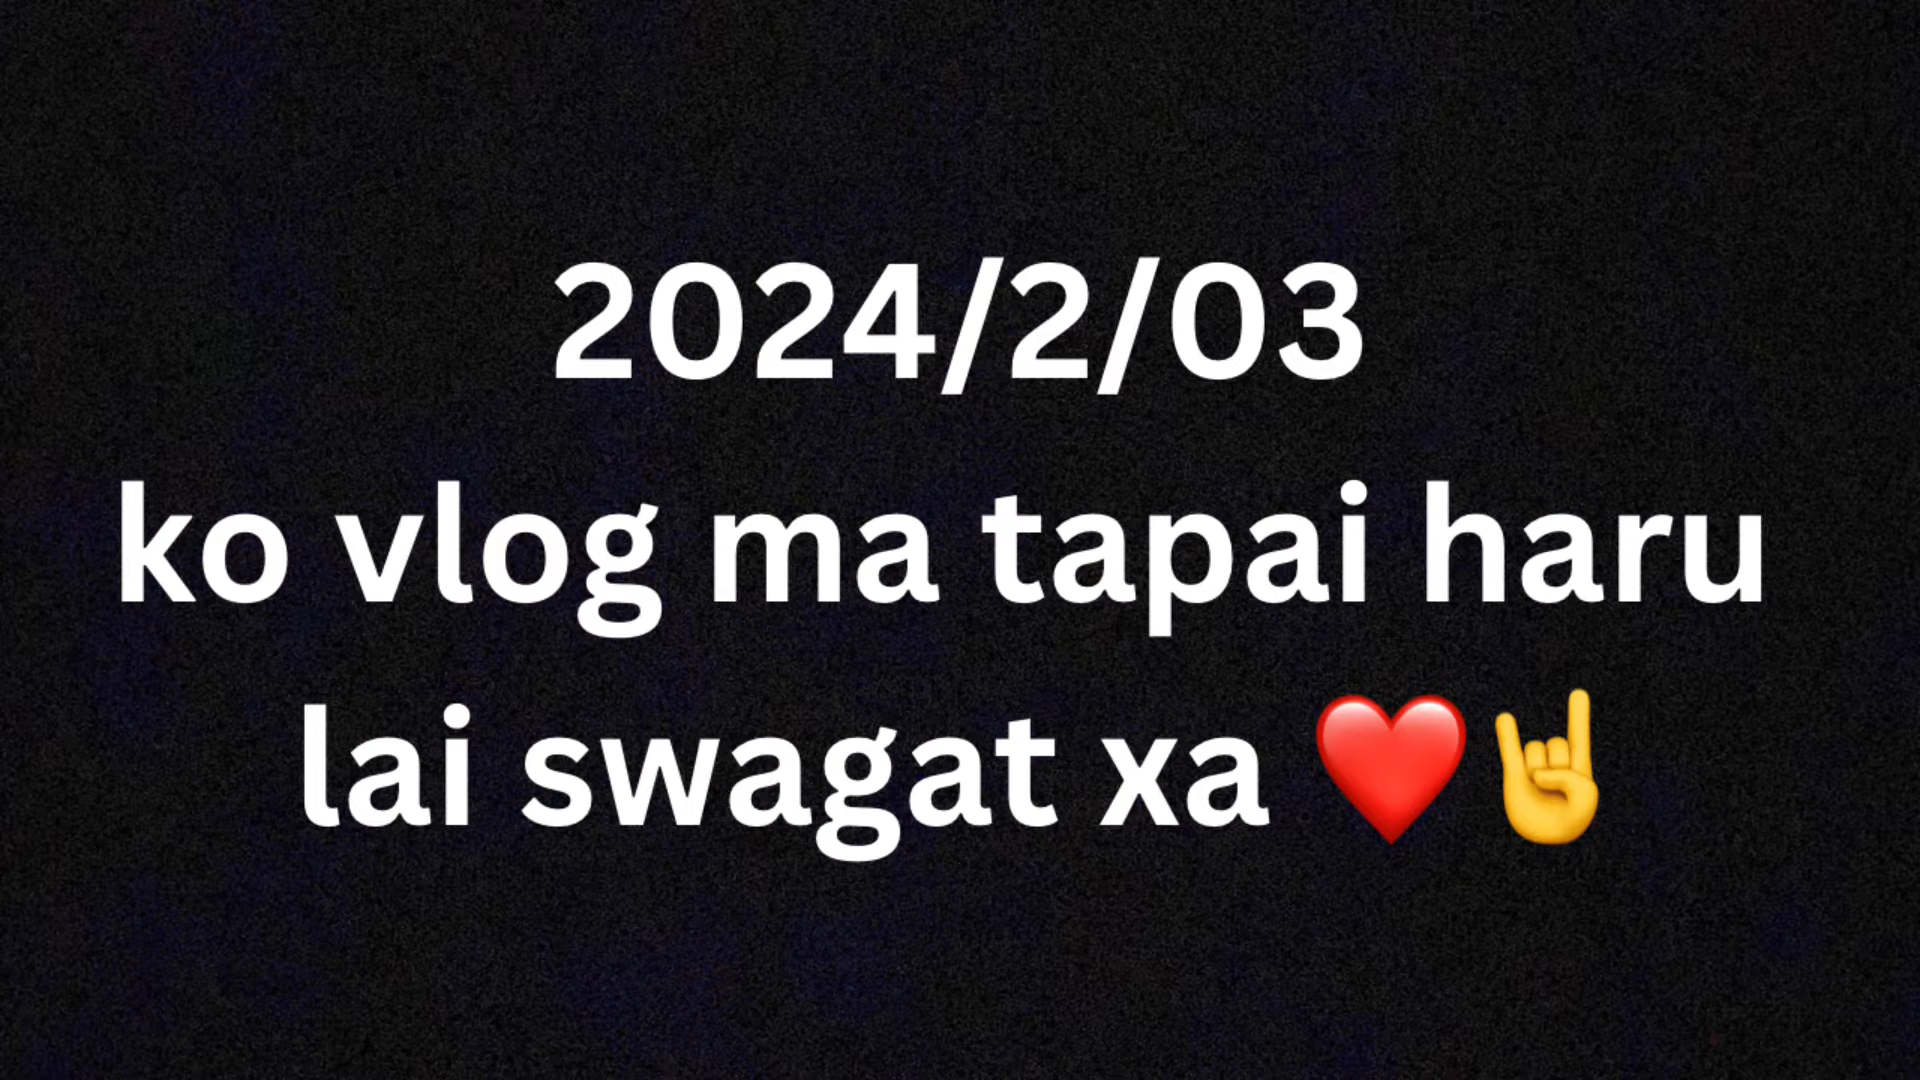 2024/2/03
ko vlog ma tapai haru
lai swagat xa ❤️🤘